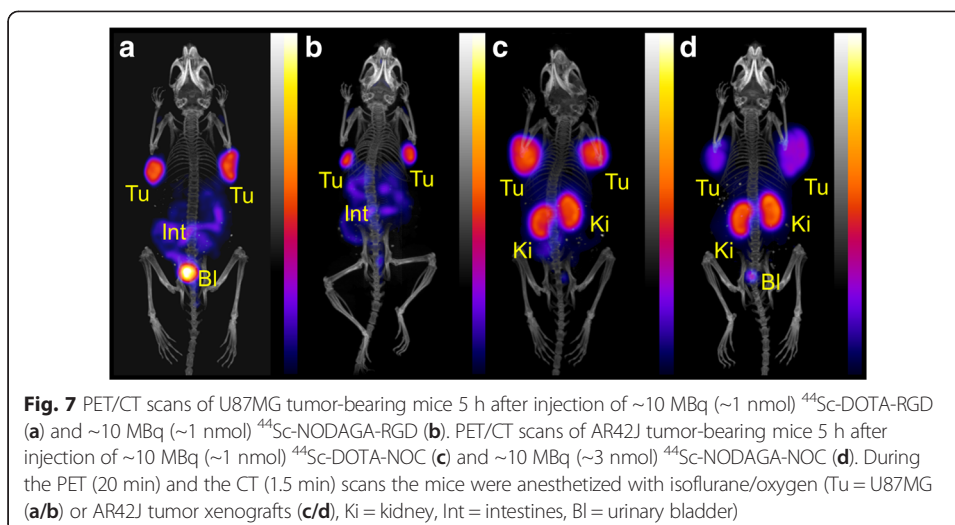 a b c d
Tu Tu Tu Tu Tu Tu
Int Int
Ki Ki Ki Ki
Bl Bl
Fig. 7 PET/CT scans of U87MG tumor-bearing mice 5 h after injection of ~10 MBq (~1 nmol) ⁴⁴Sc-DOTA-RGD
(a) and ~10 MBq (~1 nmol) ⁴⁴Sc-NODAGA-RGD (b). PET/CT scans of AR42J tumor-bearing mice 5 h after
injection of ~10 MBq (~1 nmol) ⁴⁴Sc-DOTA-NOC (c) and ~10 MBq (~3 nmol) ⁴⁴Sc-NODAGA-NOC (d). During
the PET (20 min) and the CT (1.5 min) scans the mice were anesthetized with isoflurane/oxygen (Tu = U87MG
(a/b) or AR42J tumor xenografts (c/d), Ki = kidney, Int = intestines, Bl = urinary bladder)